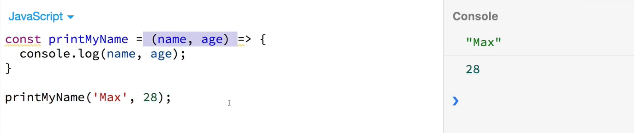 JavaScript
const printMyName = (name, age) => {
  console.log(name, age);
}
printMyName('Max', 28);
Console
"Max"
28